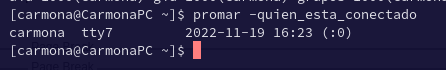 [carmona@CarmonaPC ~]$ promar -quien_esta_conectado
carmona  tty7         2022-11-19 16:23 (:0)
[carmona@CarmonaPC ~]$